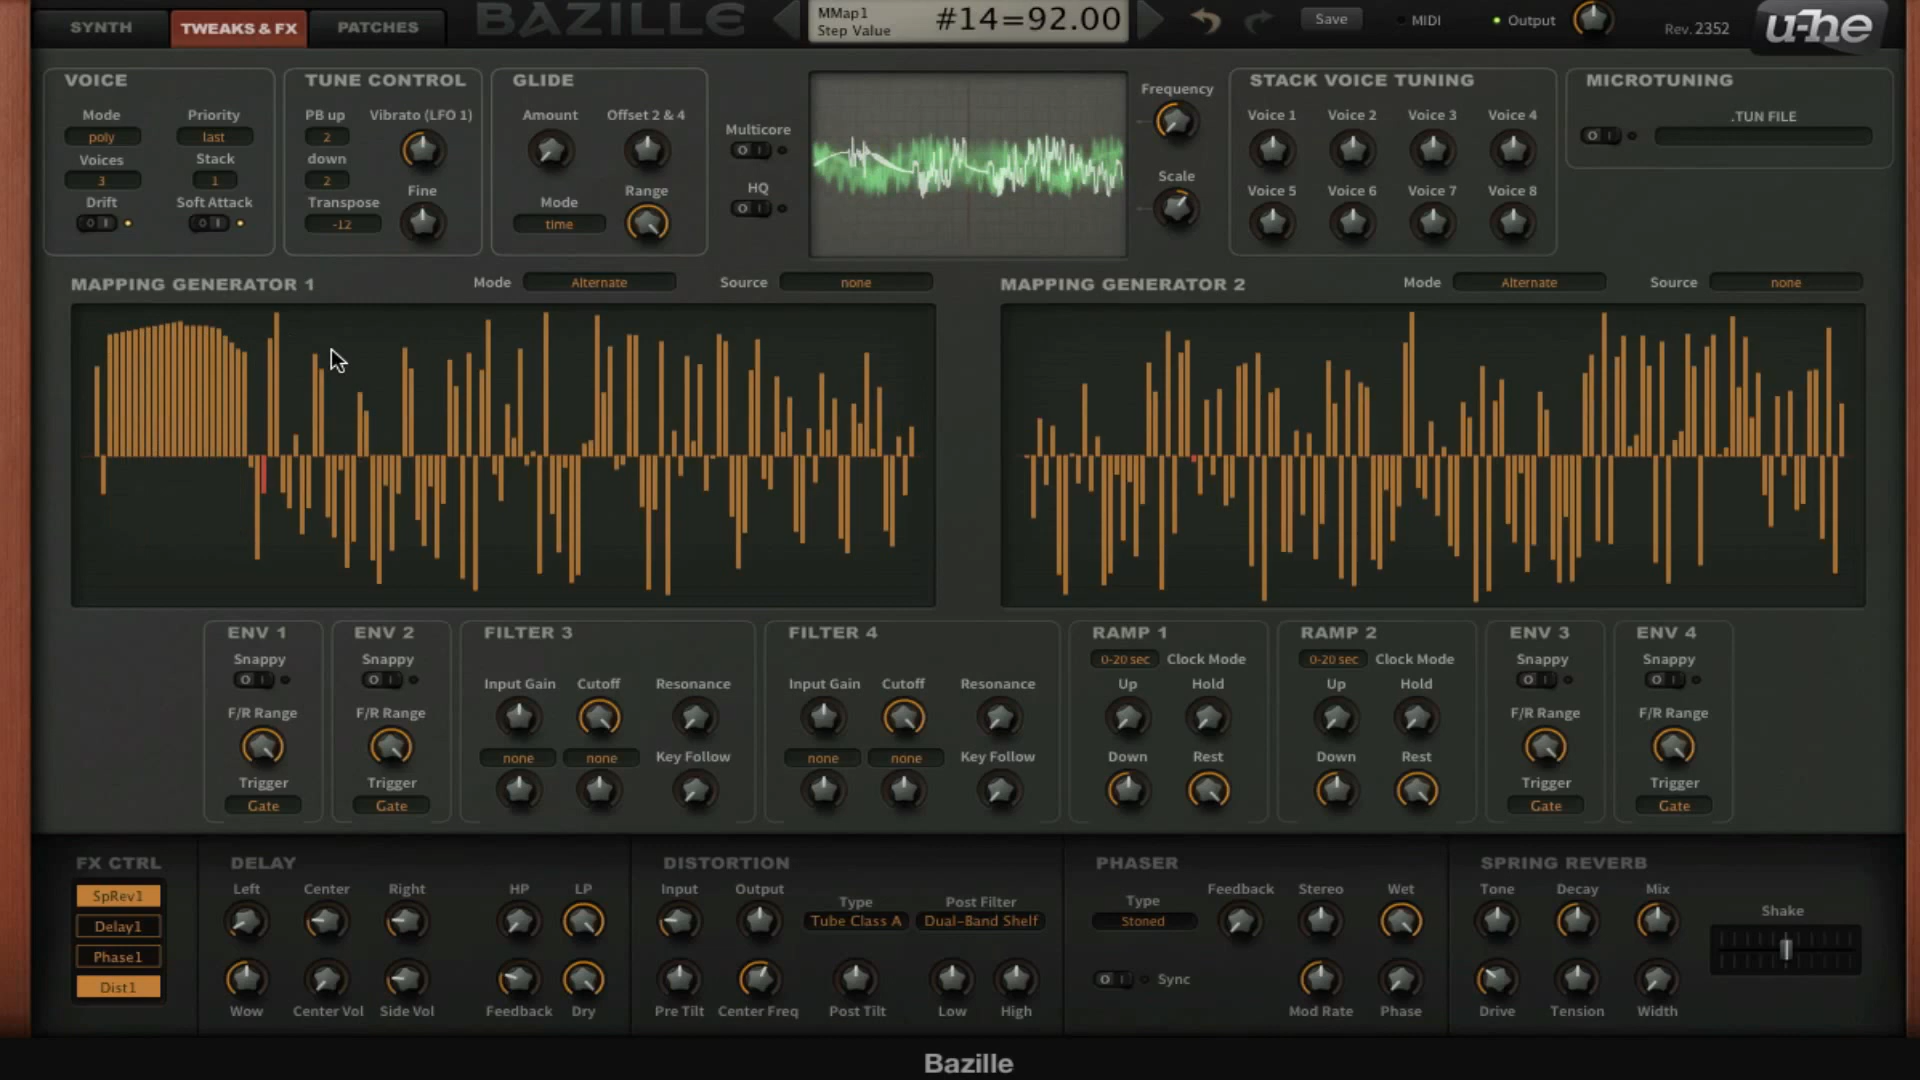 SYNTH
TWEAKS & FX
PATCHES
BAZILLE
MMap1
Step Value
#14=92.00
Save
MIDI
Output
Rev. 2352
u-he
VOICE
Mode
poly
Priority
last
Voices
3
Stack
1
Drift
Soft Attack
TUNE CONTROL
PB up
2
Vibrato (LFO 1)
down
2
Fine
Transpose
-12
GLIDE
Amount
Offset 2 & 4
Mode
time
Range
Multicore
HQ
Frequency
Scale
STACK VOICE TUNING
Voice 1
Voice 2
Voice 3
Voice 4
Voice 5
Voice 6
Voice 7
Voice 8
MICROTUNING
.TUN FILE
MAPPING GENERATOR 1
Mode
Alternate
Source
none
MAPPING GENERATOR 2
Mode
Alternate
Source
none
ENV 1
Snappy
F/R Range
Trigger
Gate
ENV 2
Snappy
F/R Range
Trigger
Gate
FILTER 3
Input Gain
Cutoff
Resonance
none
none
Key Follow
FILTER 4
Input Gain
Cutoff
Resonance
none
none
Key Follow
RAMP 1
0-20 sec
Clock Mode
Up
Hold
Down
Rest
RAMP 2
0-20 sec
Clock Mode
Up
Hold
Down
Rest
ENV 3
Snappy
F/R Range
Trigger
Gate
ENV 4
Snappy
F/R Range
Trigger
Gate
FX CTRL
SpRev1
Delay1
Phase1
Dist1
DELAY
Left
Center
Right
HP
LP
Wow
Center Vol
Side Vol
Feedback
Dry
DISTORTION
Input
Output
Type
Tube Class A
Post Filter
Dual-Band Shelf
Pre Tilt
Center Freq
Post Tilt
Low
High
PHASER
Type
Stoned
Feedback
Stereo
Wet
Sync
Mod Rate
Phase
SPRING REVERB
Tone
Decay
Mix
Shake
Drive
Tension
Width
Bazille